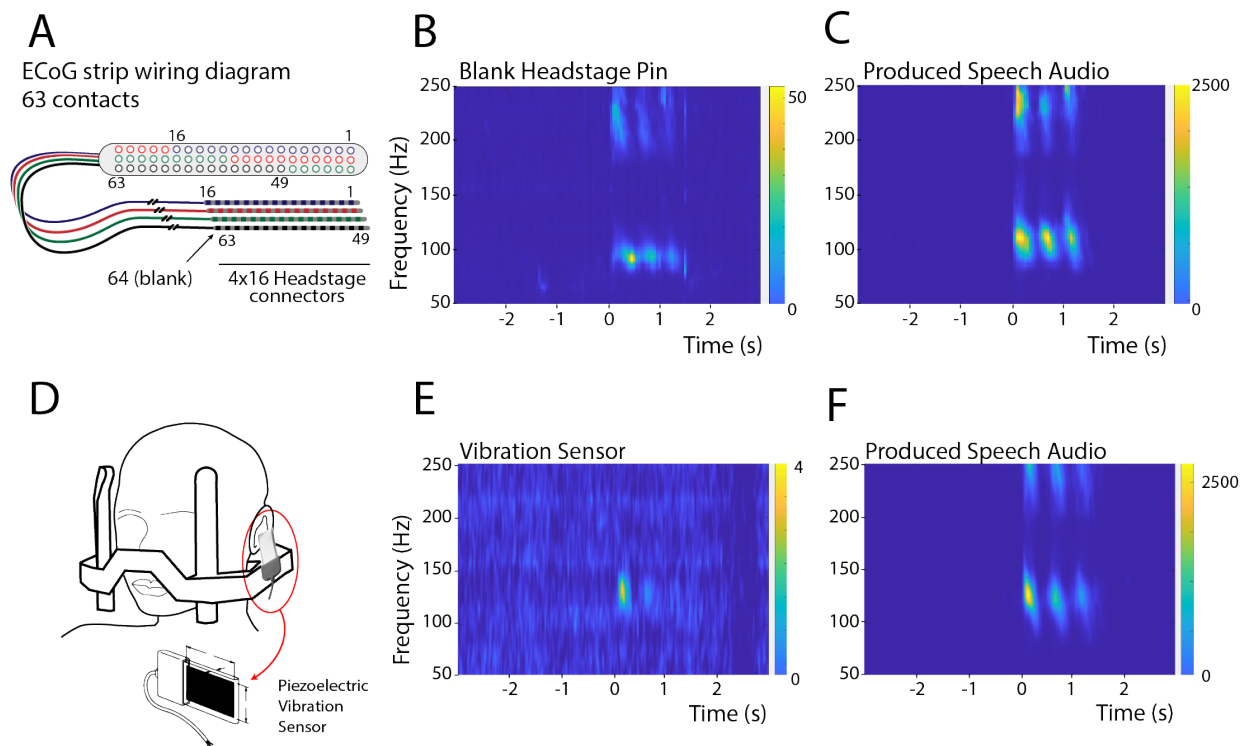 A
ECoG strip wiring diagram
63 contacts
16
1
63
49
16
1
63
49
64 (blank)
4x16 Headstage
connectors
B
Blank Headstage Pin
250
200
150
100
50
Frequency (Hz)
-2
-1
0
1
2
Time (s)
50
0
C
Produced Speech Audio
250
200
150
100
50
-2
-1
0
1
2
Time (s)
2500
0
D
Piezoelectric
Vibration
Sensor
E
Vibration Sensor
250
200
150
100
50
Frequency (Hz)
-2
-1
0
1
2
Time (s)
4
0
F
Produced Speech Audio
250
200
150
100
50
-2
-1
0
1
2
Time (s)
2500
0